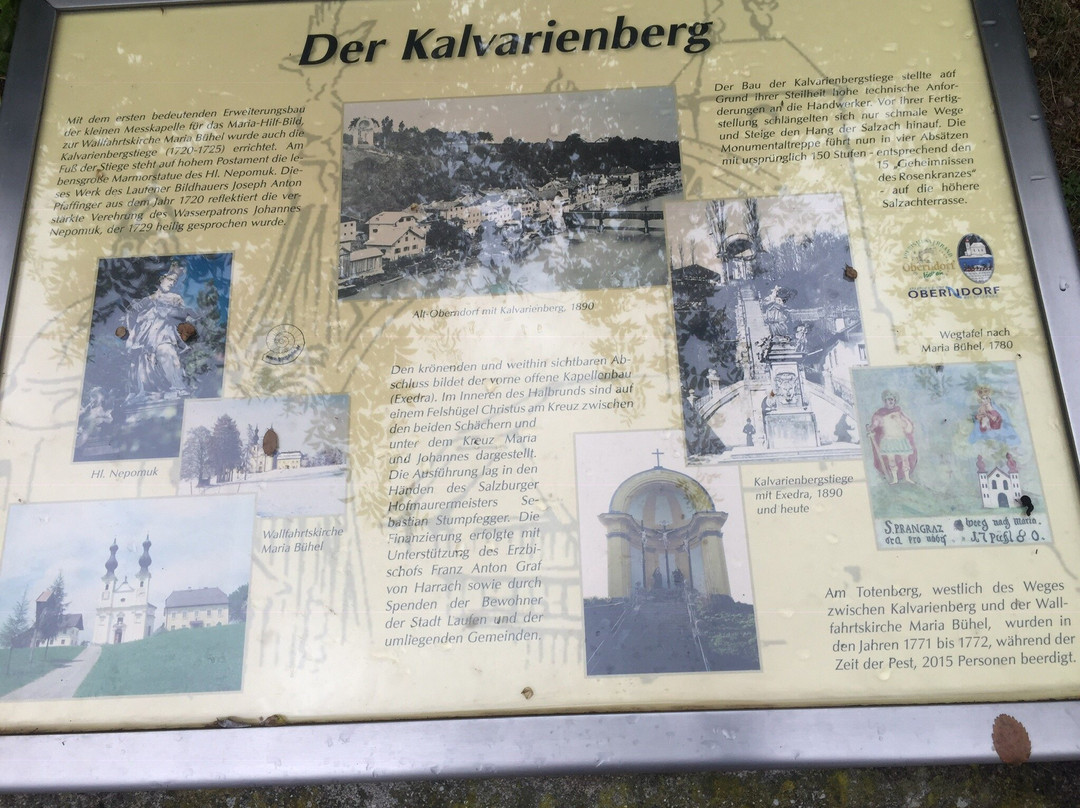 Der Kalvarienberg
Mit dem ersten bedeutenden Erweiterungsbau
der kleinen Messkapelle für das Maria-Hilf-Bild,
zur Wallfahrtskirche Maria Bühel wurde auch die
Kalvarienbergstiege (1720-1725) errichtet. Am
Fuß der Stiege steht auf hohem Postament die le-
bensgroße Marmorstatue des Hl. Nepomuk. Die-
ses Werk des Laufener Bildhauers Joseph Anton
Pfaffinger aus dem Jahr 1720 reflektiert die ver-
stärkte Verehrung des Wasserpatrons Johannes
Nepomuk, der 1729 heilig gesprochen wurde.
Hl. Nepomuk
Wallfahrtskirche
Maria Bühel
Alt-Oberndorf mit Kalvarienberg, 1890
Den krönenden und weithin sichtbaren Ab-
schluss bildet der vorne offene Kapellenbau
(Exedra). Im Inneren des Halbrunds sind auf
einem Felshügel Christus am Kreuz zwischen
den beiden Schächern und
unter dem Kreuz Maria
und Johannes dargestellt.
Die Ausführung lag in den
Händen des Salzburger
Hofmaurermeisters Se-
bastian Stumpfegger. Die
Finanzierung erfolgte mit
Unterstützung des Erzbi-
schofs Franz Anton Graf
von Harrach sowie durch
Spenden der Bewohner
der Stadt Laufen und der
umliegenden Gemeinden.
Der Bau der Kalvarienbergstiege stellte auf
Grund ihrer Steilheit hohe technische Anfor-
derungen an die Handwerker. Vor ihrer Fertig-
stellung schlängelten sich nur schmale Wege
und Steige den Hang der Salzach hinauf. Die
Monumentaltreppe führt nun in vier Absätzen
mit ursprünglich 150 Stufen - entsprechend den
15 „Geheimnissen
des Rosenkranzes"
- auf die höhere
Salzachterrasse.
Oberndorf
OBERNDORF
Wegtafel nach
Maria Bühel, 1780
Kalvarienbergstiege
mit Exedra, 1890
und heute
S. PRANGRAZ
weeg nach maria.
ora pro nobis.
Am Totenberg, westlich des Weges
zwischen Kalvarienberg und der Wall-
fahrtskirche Maria Bühel, wurden in
den Jahren 1771 bis 1772, während der
Zeit der Pest, 2015 Personen beerdigt.